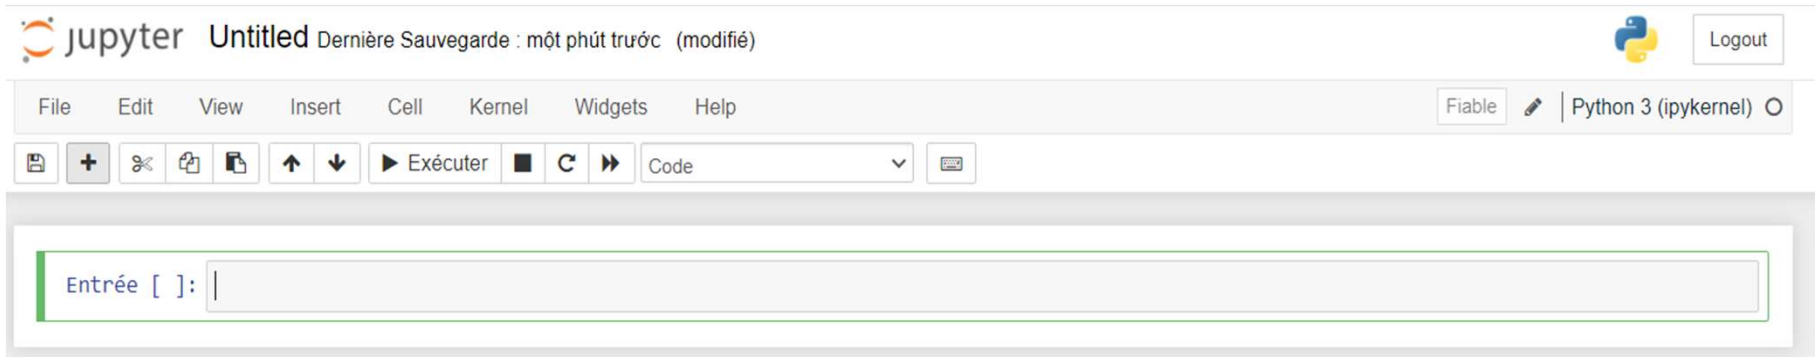 jupyter Untitled Dernière Sauvegarde : một phút trước (modifié) Logout
File Edit View Insert Cell Kernel Widgets Help Fiable Python 3 (ipykernel)
Exécuter Code
Entrée [ ]: